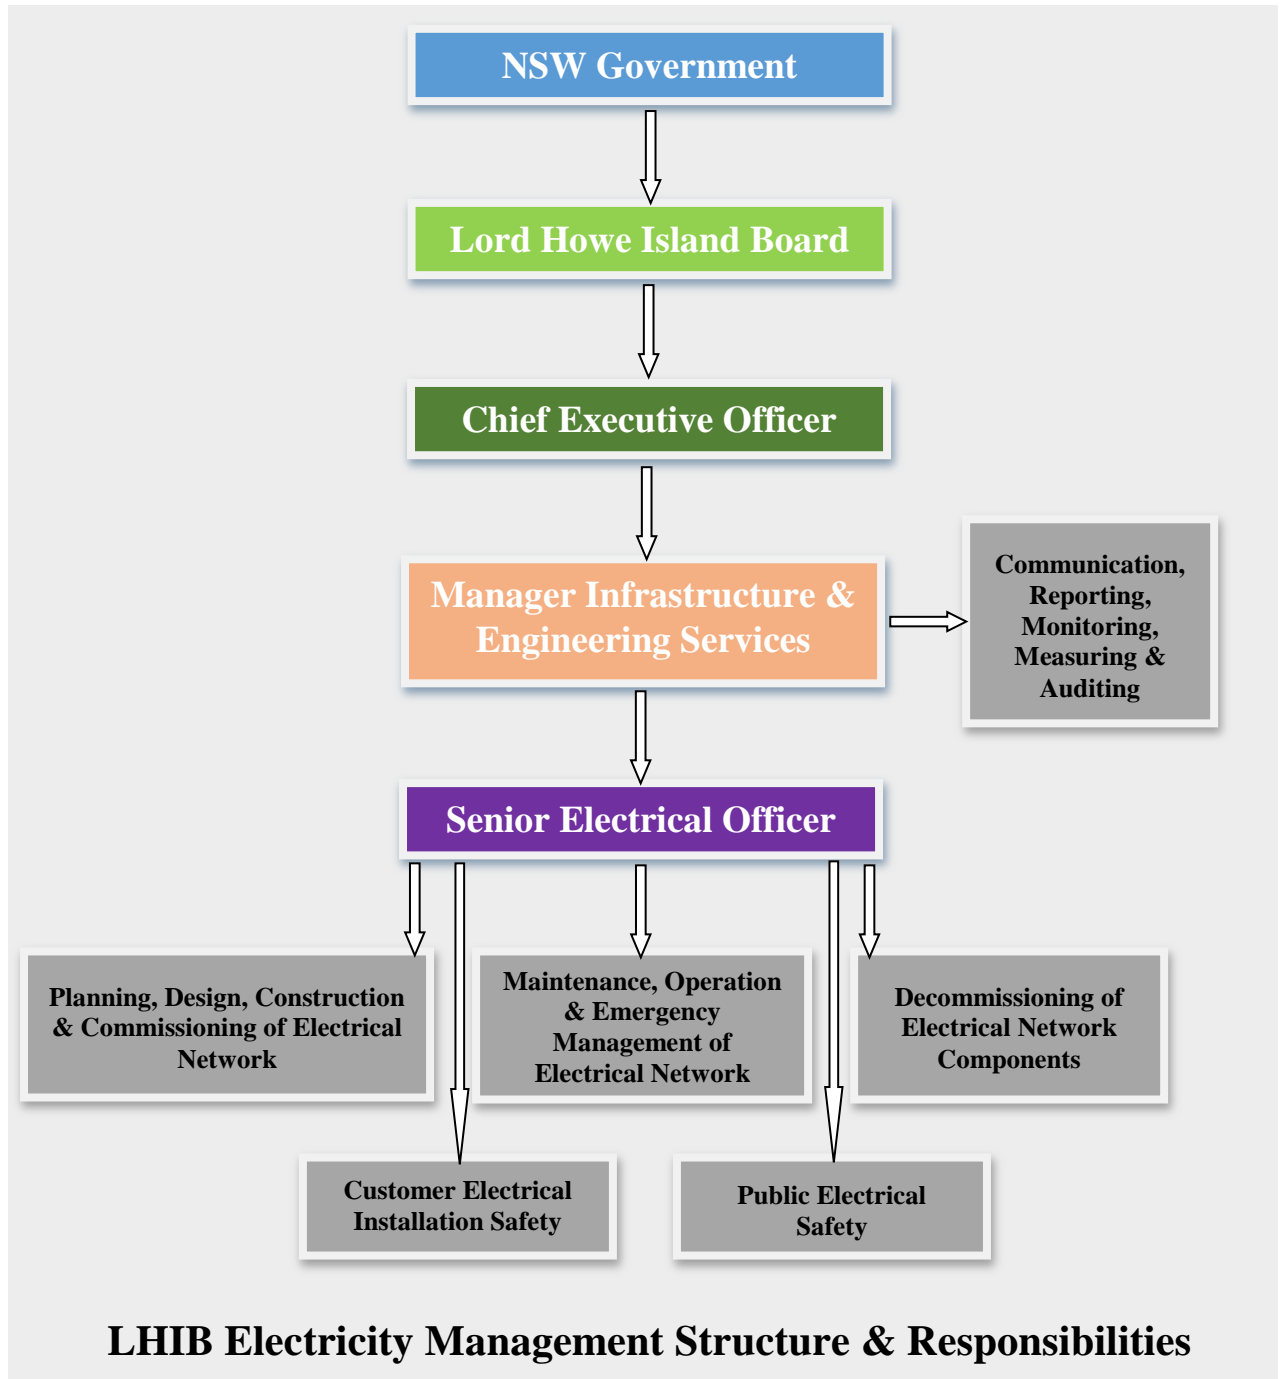 NSW Government
Lord Howe Island Board
Chief Executive Officer
Manager Infrastructure &
Engineering Services
Communication,
Reporting,
Monitoring,
Measuring &
Auditing
Senior Electrical Officer
Planning, Design, Construction
& Commissioning of Electrical
Network
Maintenance, Operation
& Emergency
Management of
Electrical Network
Decommissioning of
Electrical Network
Components
Customer Electrical
Installation Safety
Public Electrical
Safety
LHIB Electricity Management Structure & Responsibilities